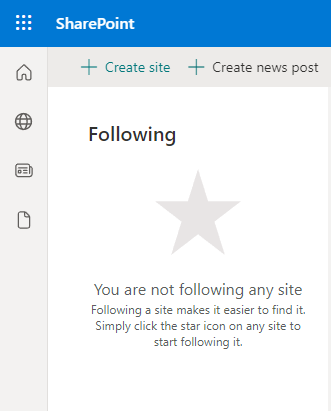 SharePoint
Create site
Create news post
Following
You are not following any site
Following a site makes it easier to find it.
Simply click the star icon on any site to
start following it.